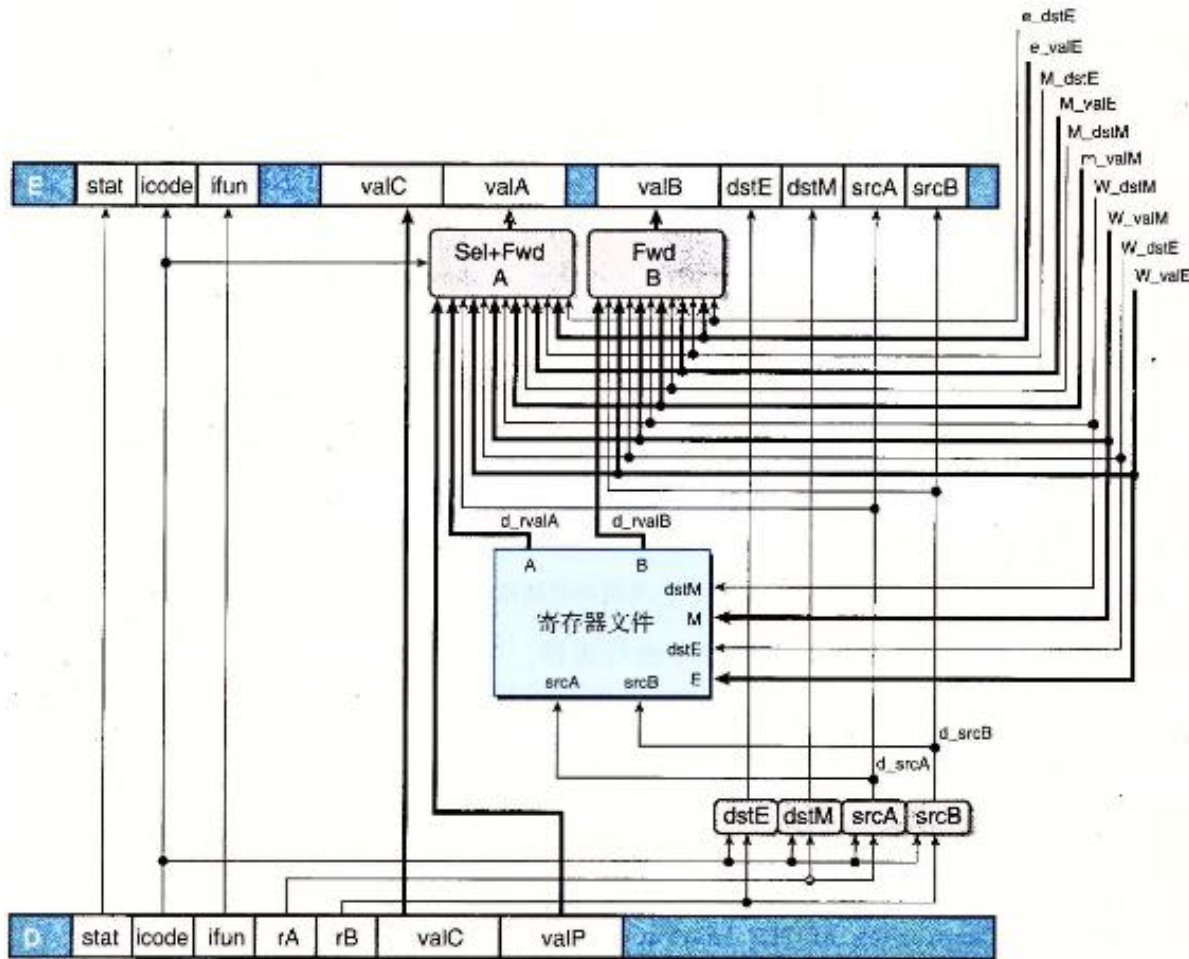 e_dstE
e_valE
M_dstE
M_valE
M_dstM
m_valM
W_dstM
W_valM
W_dstE
W_valE
E stat icode ifun valC valA valB dstE dstM srcA srcB
Sel+Fwd
A
Fwd
B
d_rvalA d_rvalB
A B
dstM
寄存器文件 M
dstE
srcA srcB E
d_srcB
d_srcA
dstE dstM srcA srcB
D stat icode ifun rA rB valC valP